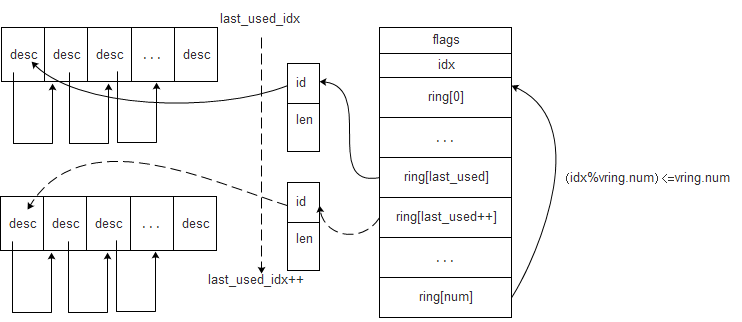 last_used_idx
desc desc desc ... desc
id
len
flags
idx
ring[0]
...
ring[last_used]
ring[last_used++]
...
ring[num]
(idx%vring.num) <=vring.num
desc desc desc ... desc
id
len
last_used_idx++